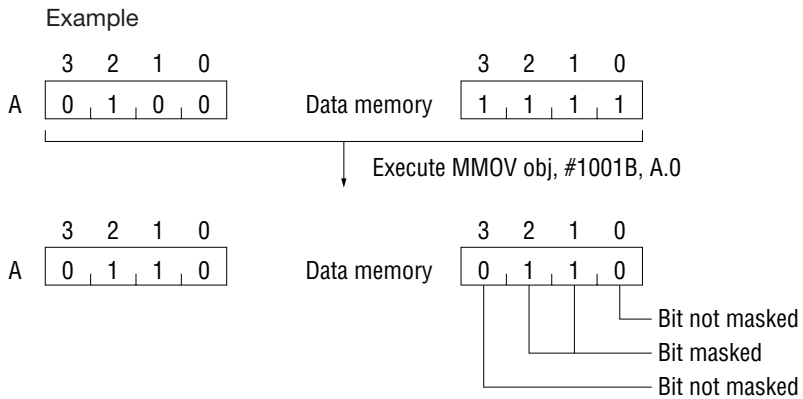 Example
3 2 1 0 3 2 1 0
A 0 1 0 0 Data memory 1 1 1 1
Execute MMOV obj, #1001B, A.0
3 2 1 0 3 2 1 0
A 0 1 1 0 Data memory 0 1 1 0
Bit not masked
Bit masked
Bit not masked